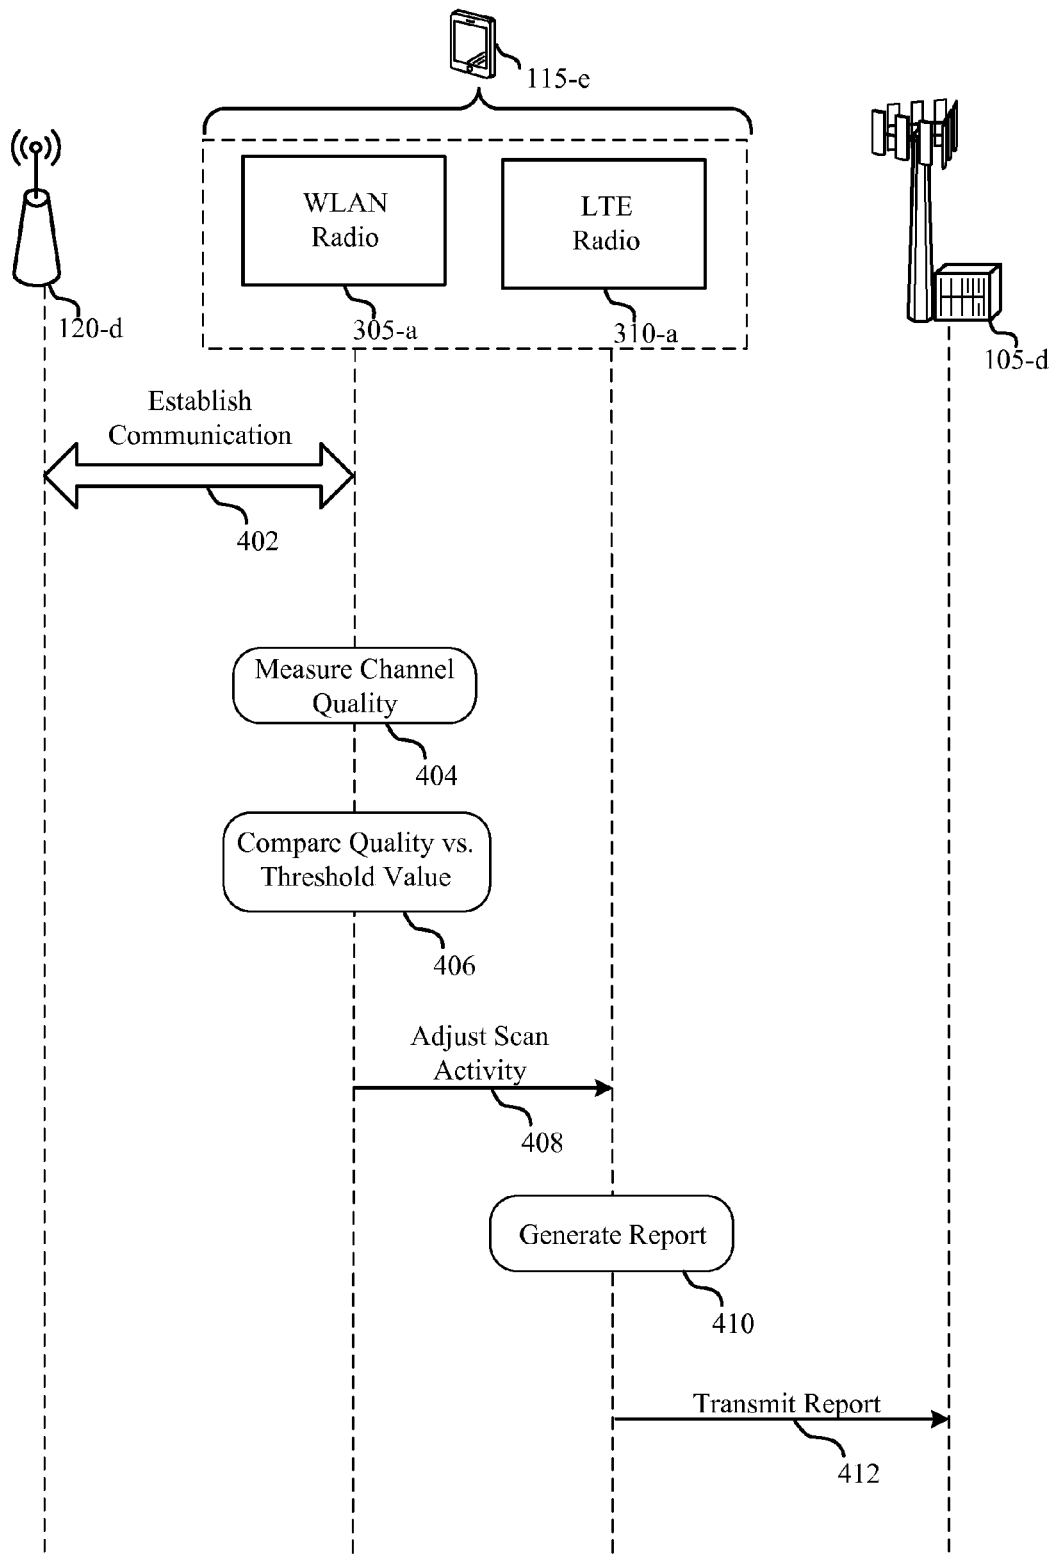 115-e
WLAN
Radio
LTE
Radio
120-d
305-a
310-a
105-d
Establish
Communication
402
Measure Channel
Quality
404
Compare Quality vs.
Threshold Value
406
Adjust Scan
Activity
408
Generate Report
410
Transmit Report
412